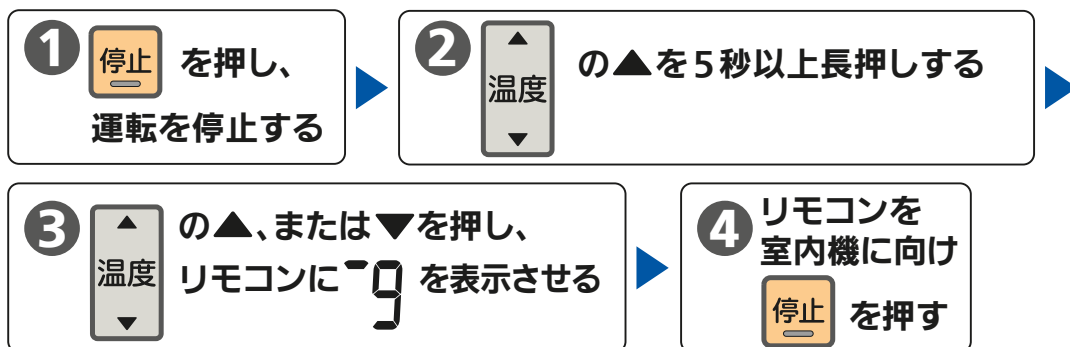 1 停止 を押し、
運転を停止する
2 ▲ 温度 ▼ の▲を5秒以上長押しする
3 ▲ 温度 ▼ の▲、または▼を押し、
リモコンに ‾9 を表示させる
4 リモコンを
室内機に向け
停止 を押す